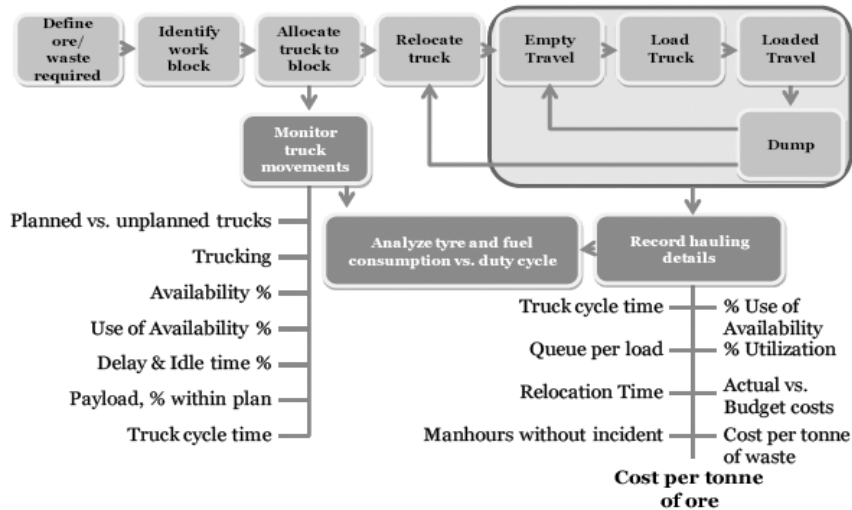 Define
ore/
waste
required
Identify
work
block
Allocate
truck to
block
Relocate
truck
Empty
Travel
Load
Truck
Loaded
Travel
Dump
Monitor
truck
movements
Analyze tyre and fuel
consumption vs. duty cycle
Record hauling
details
Planned vs. unplanned trucks
Trucking
Availability %
Use of Availability %
Delay & Idle time %
Payload, % within plan
Truck cycle time
Truck cycle time
Queue per load
Relocation Time
Manhours without incident
% Use of
Availability
% Utilization
Actual vs.
Budget costs
Cost per tonne
of waste
Cost per tonne
of ore